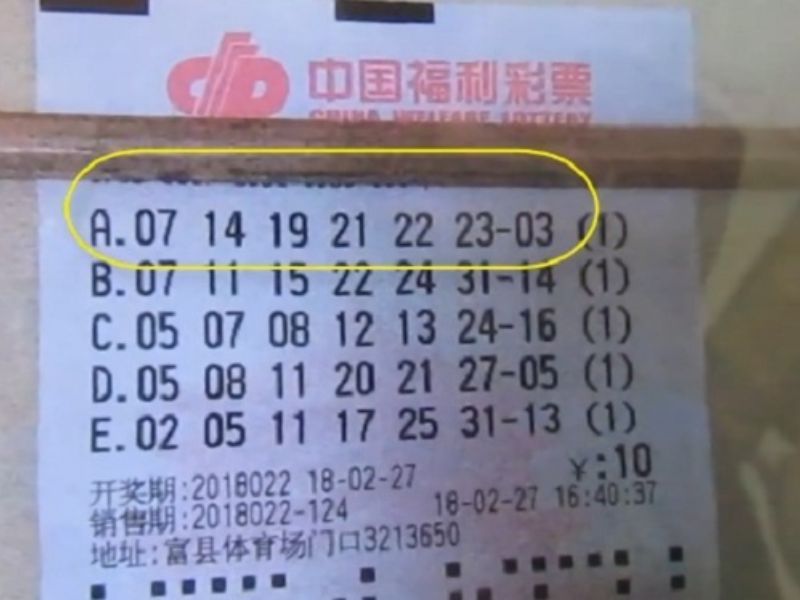 中国福利彩票
CHINA WELFARE LOTTERY
A.07 14 19 21 22 23-03 (1)
B.07 11 15 22 24 31-14 (1)
C.05 07 08 12 13 24-16 (1)
D.05 08 11 20 21 27-05 (1)
E.02 05 11 17 25 31-13 (1)
¥:10
开奖期:2018022 18-02-27
销售期:2018022-124 18-02-27 16:40:37
地址:富县体育场门口3213650